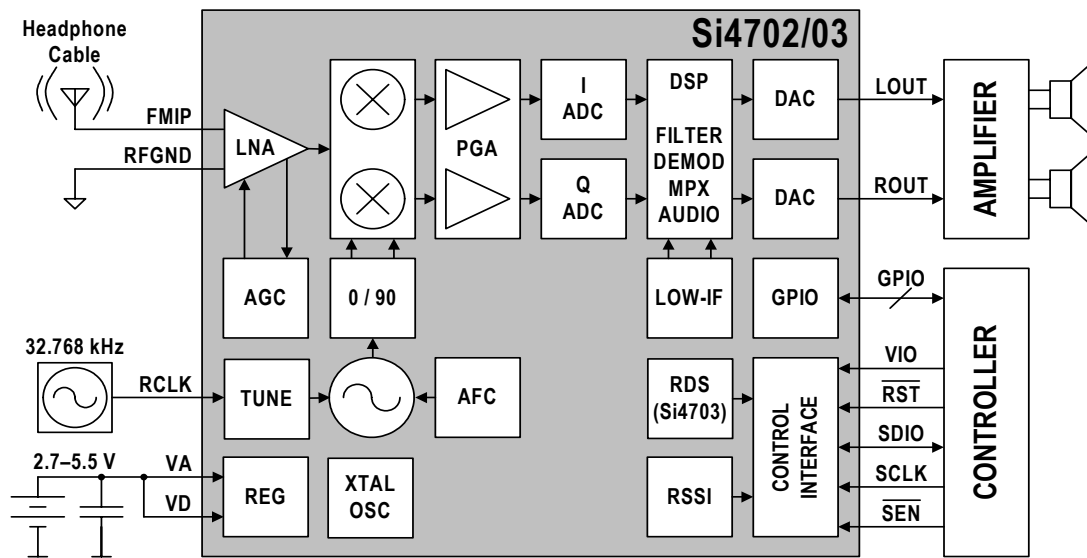 Si4702/03
Headphone
Cable
FMIP
RFGND
LNA
PGA
I
ADC
Q
ADC
DSP
FILTER
DEMOD
MPX
AUDIO
DAC
DAC
LOUT
ROUT
AMPLIFIER
AGC
0 / 90
LOW-IF
GPIO
GPIO
32.768 kHz
RCLK
TUNE
AFC
RDS
(Si4703)
CONTROL
INTERFACE
VIO
RST
SDIO
SCLK
SEN
CONTROLLER
2.7–5.5 V
VA
VD
REG
XTAL
OSC
RSSI